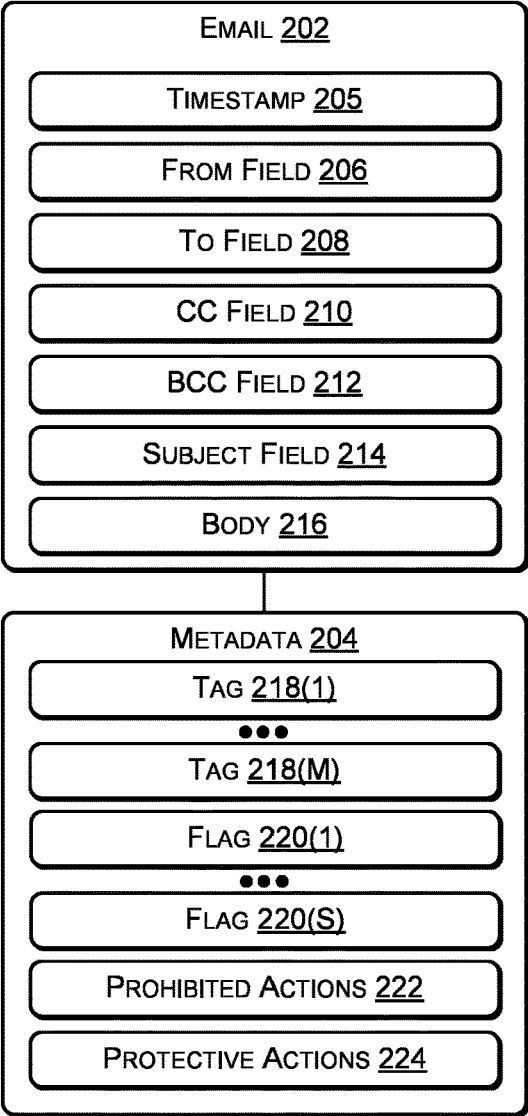 EMAIL 202
TIMESTAMP 205
FROM FIELD 206
TO FIELD 208
CC FIELD 210
BCC FIELD 212
SUBJECT FIELD 214
BODY 216
METADATA 204
TAG 218(1)
•••
TAG 218(M)
FLAG 220(1)
•••
FLAG 220(S)
PROHIBITED ACTIONS 222
PROTECTIVE ACTIONS 224